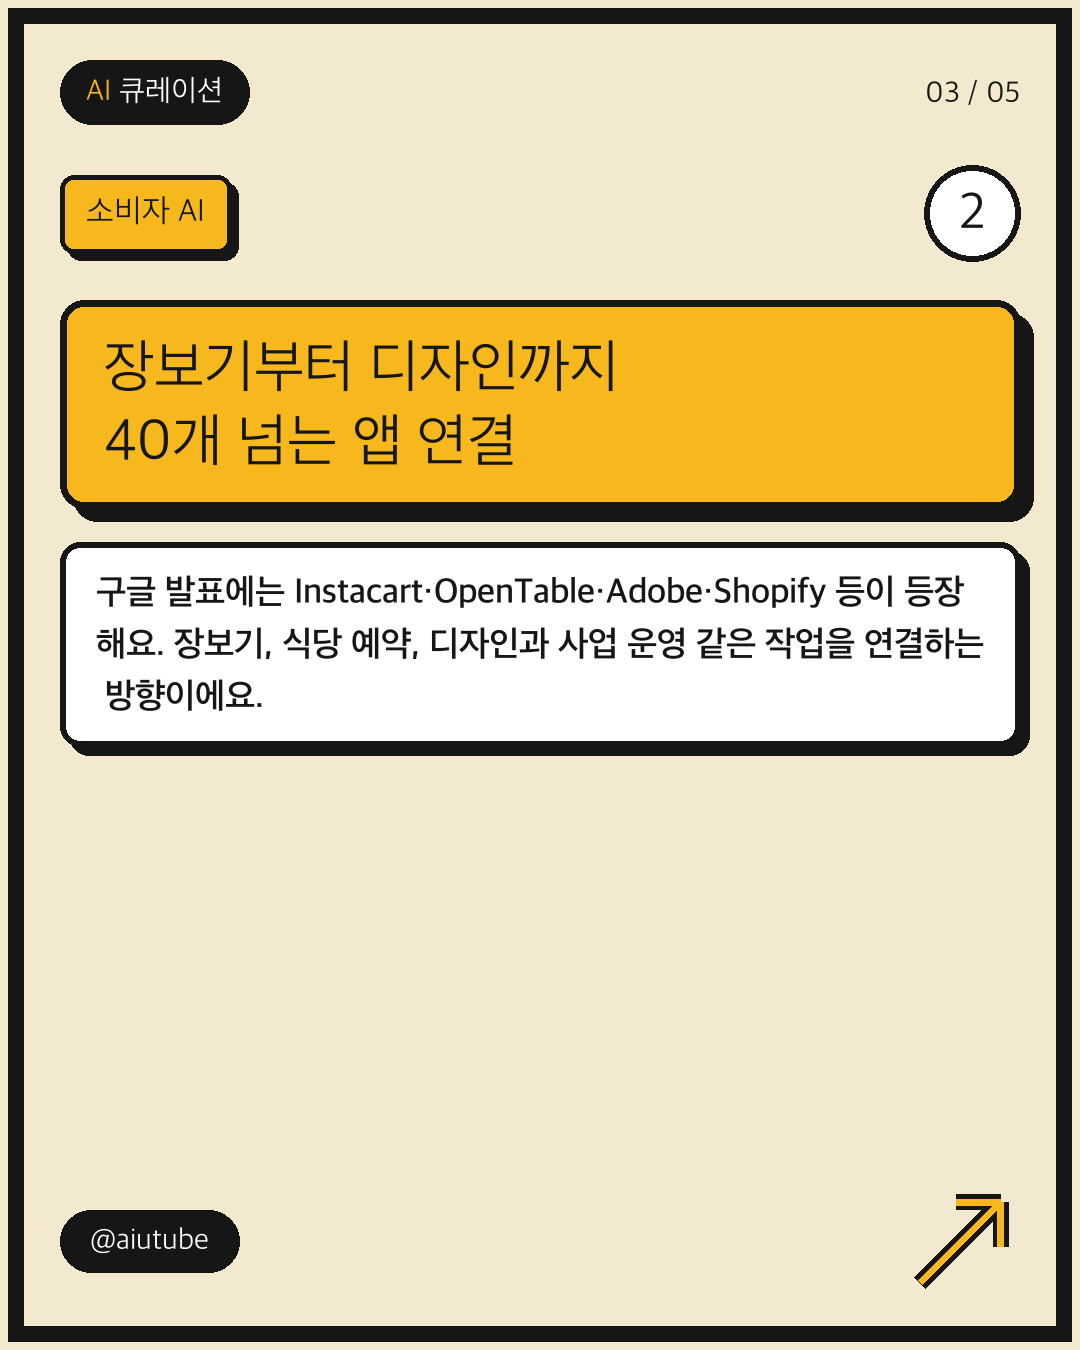 AI 큐레이션
03 / 05
소비자 AI
2
장보기부터 디자인까지
40개 넘는 앱 연결
구글 발표에는 Instacart·OpenTable·Adobe·Shopify 등이 등장
해요. 장보기, 식당 예약, 디자인과 사업 운영 같은 작업을 연결하는
방향이에요.
@aiutube